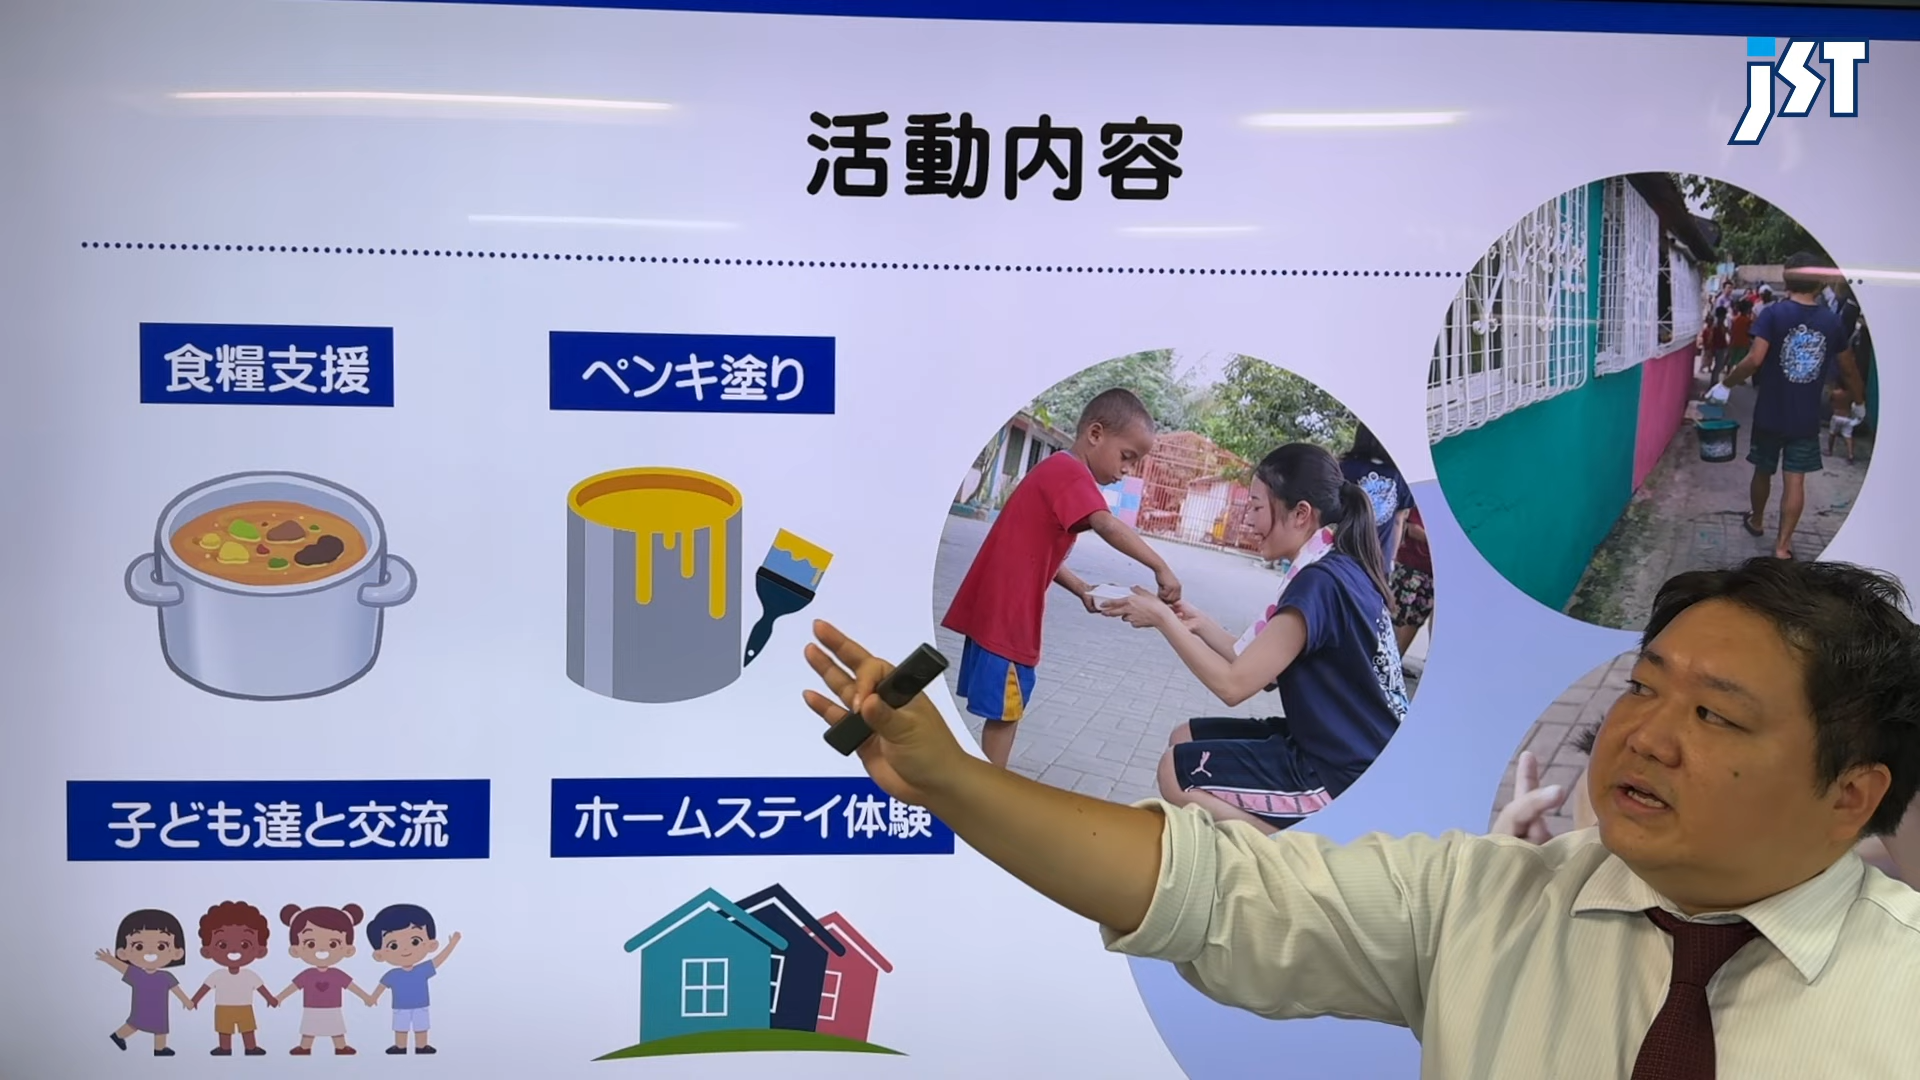 jST
活動内容
食糧支援
ペンキ塗り
子ども達と交流
ホームステイ体験